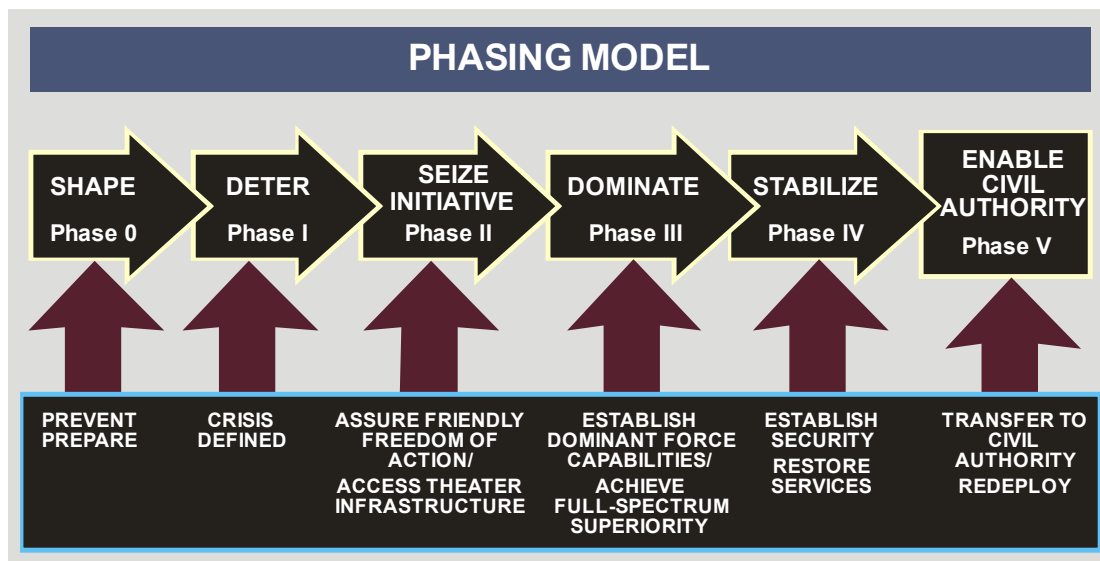 PHASING MODEL
SHAPE
Phase 0
DETER
Phase I
SEIZE
INITIATIVE
Phase II
DOMINATE
Phase III
STABILIZE
Phase IV
ENABLE
CIVIL
AUTHORITY
Phase V
PREVENT
PREPARE
CRISIS
DEFINED
ASSURE FRIENDLY
FREEDOM OF
ACTION/
ACCESS THEATER
INFRASTRUCTURE
ESTABLISH
DOMINANT FORCE
CAPABILITIES/
ACHIEVE
FULL-SPECTRUM
SUPERIORITY
ESTABLISH
SECURITY
RESTORE
SERVICES
TRANSFER TO
CIVIL
AUTHORITY
REDEPLOY